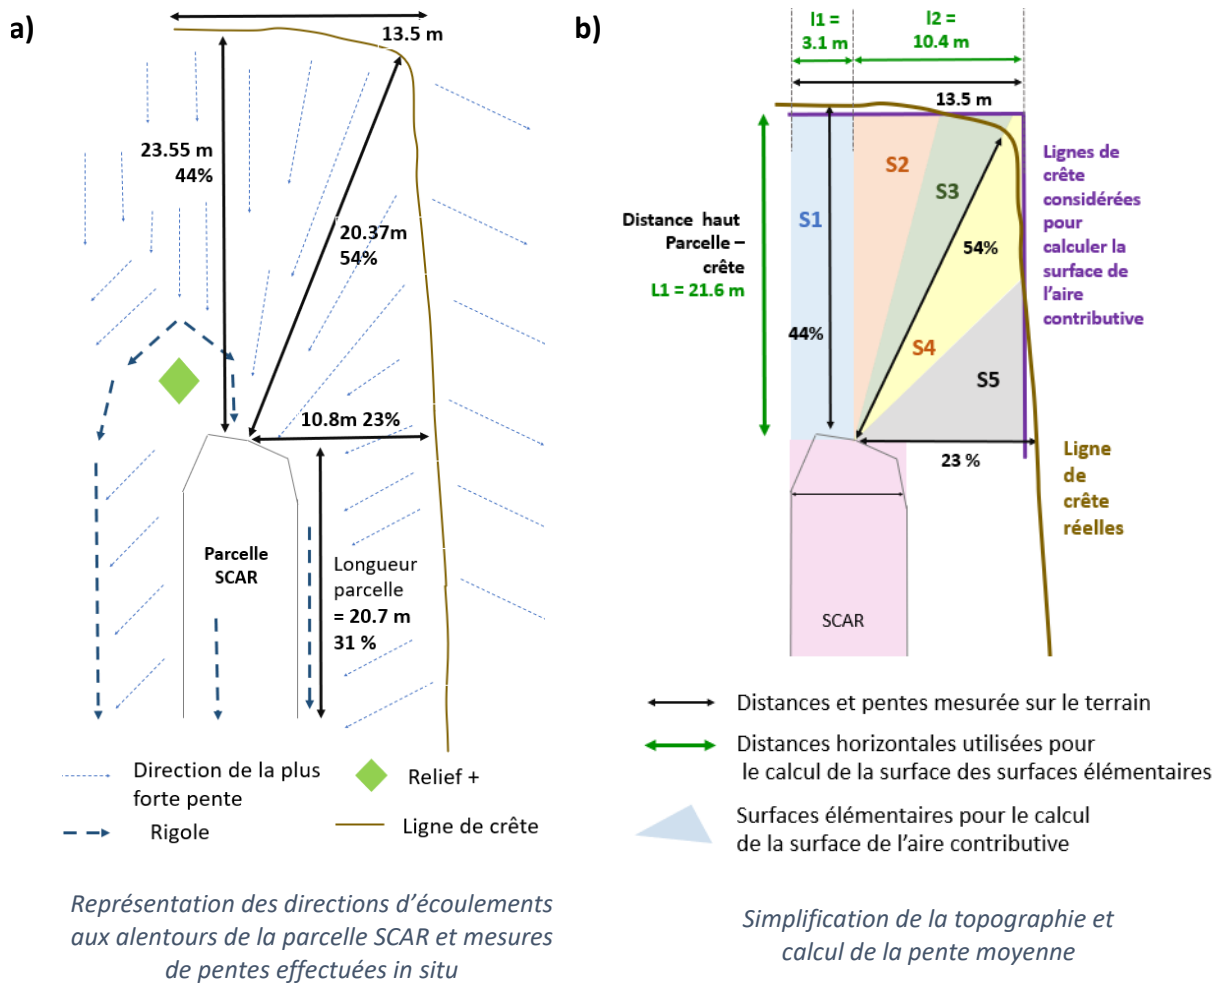 a)
13.5 m
23.55 m
44%
20.37m
54%
10.8m 23%
Parcelle
SCAR
Longueur
parcelle
= 20.7 m
31 %
Direction de la plus
forte pente
Relief +
Rigole
Ligne de crête
Représentation des directions d'écoulements
aux alentours de la parcelle SCAR et mesures
de pentes effectuées in situ
b)
l1 =
3.1 m
l2 =
10.4 m
13.5 m
S1
S2
S3
S4
S5
54%
44%
23 %
Distance haut
Parcelle –
crête
L1 = 21.6 m
Lignes de
crête
considérées
pour
calculer la
surface de
l'aire
contributive
Ligne
de
crête
réelles
SCAR
Distances et pentes mesurée sur le terrain
Distances horizontales utilisées pour
le calcul de la surface des surfaces élémentaires
Surfaces élémentaires pour le calcul
de la surface de l'aire contributive
Simplification de la topographie et
calcul de la pente moyenne